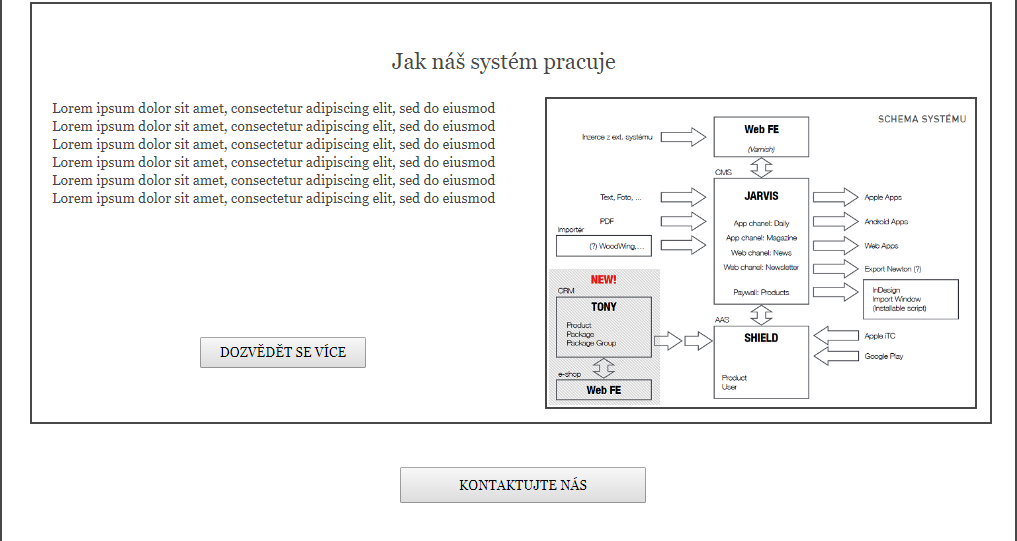 Jak náš systém pracuje
Lorem ipsum dolor sit amet, consectetur adipiscing elit, sed do eiusmod
Lorem ipsum dolor sit amet, consectetur adipiscing elit, sed do eiusmod
Lorem ipsum dolor sit amet, consectetur adipiscing elit, sed do eiusmod
Lorem ipsum dolor sit amet, consectetur adipiscing elit, sed do eiusmod
Lorem ipsum dolor sit amet, consectetur adipiscing elit, sed do eiusmod
Lorem ipsum dolor sit amet, consectetur adipiscing elit, sed do eiusmod
DOZVĚDĚT SE VÍCE
SCHEMA SYSTÉMU
Inzerce z ext. systému
Web FE
(Varnish)
CMS
Text, Foto, ...
PDF
Importér
(?) WoodWing,...
JARVIS
App chanel: Daily
App chanel: Magazine
Web chanel: News
Web chanel: Newsletter
Paywall: Products
Apple Apps
Android Apps
Web Apps
Export Newton (?)
InDesign
Import Window
(installable script)
NEW!
CRM
TONY
Product
Package
Package Group
e-shop
Web FE
AAS
SHIELD
Product
User
Apple iTC
Google Play
KONTAKTUJTE NÁS